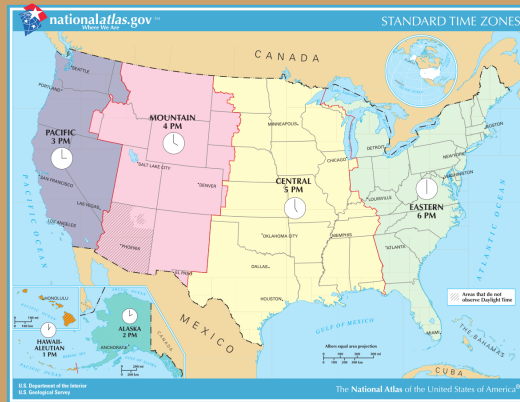 nationalatlas.gov™
Where We Are
STANDARD TIME ZONES
CANADA
SEATTLE
PORTLAND
PACIFIC
3 PM
SAN FRANCISCO
LAS VEGAS
LOS ANGELES
PACIFIC OCEAN
MOUNTAIN
4 PM
SALT LAKE CITY
DENVER
PHOENIX
EL PASO
MINNEAPOLIS
CHICAGO
CENTRAL
5 PM
OKLAHOMA CITY
MEMPHIS
DALLAS
HOUSTON
BOSTON
DETROIT
NEW YORK
WASHINGTON
LOUISVILLE
EASTERN
6 PM
ATLANTA
MIAMI
ATLANTIC OCEAN
GULF OF MEXICO
THE BAHAMAS
CUBA
MEXICO
Areas that do not
observe Daylight Time
HONOLULU
HAWAII-
ALEUTIAN
1 PM
ALASKA
2 PM
ANCHORAGE
CANADA
PACIFIC OCEAN
Albers equal area projection
U.S. Department of the Interior
U.S. Geological Survey
The National Atlas of the United States of America®